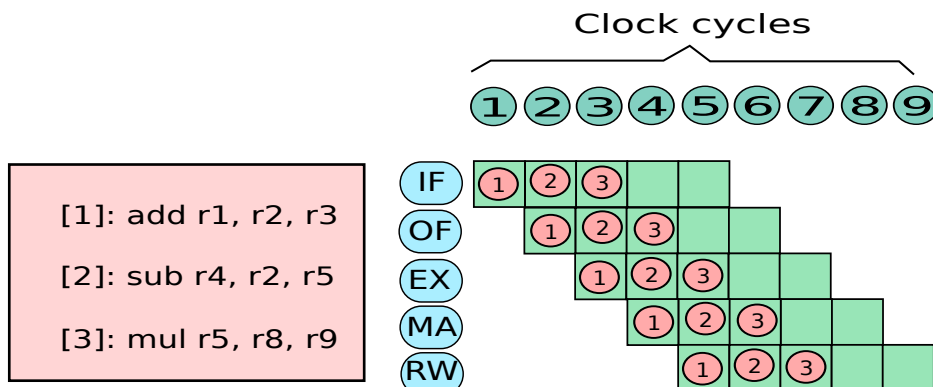 Clock cycles
1 2 3 4 5 6 7 8 9
[1]: add r1, r2, r3
[2]: sub r4, r2, r5
[3]: mul r5, r8, r9
IF 1 2 3
OF 1 2 3
EX 1 2 3
MA 1 2 3
RW 1 2 3